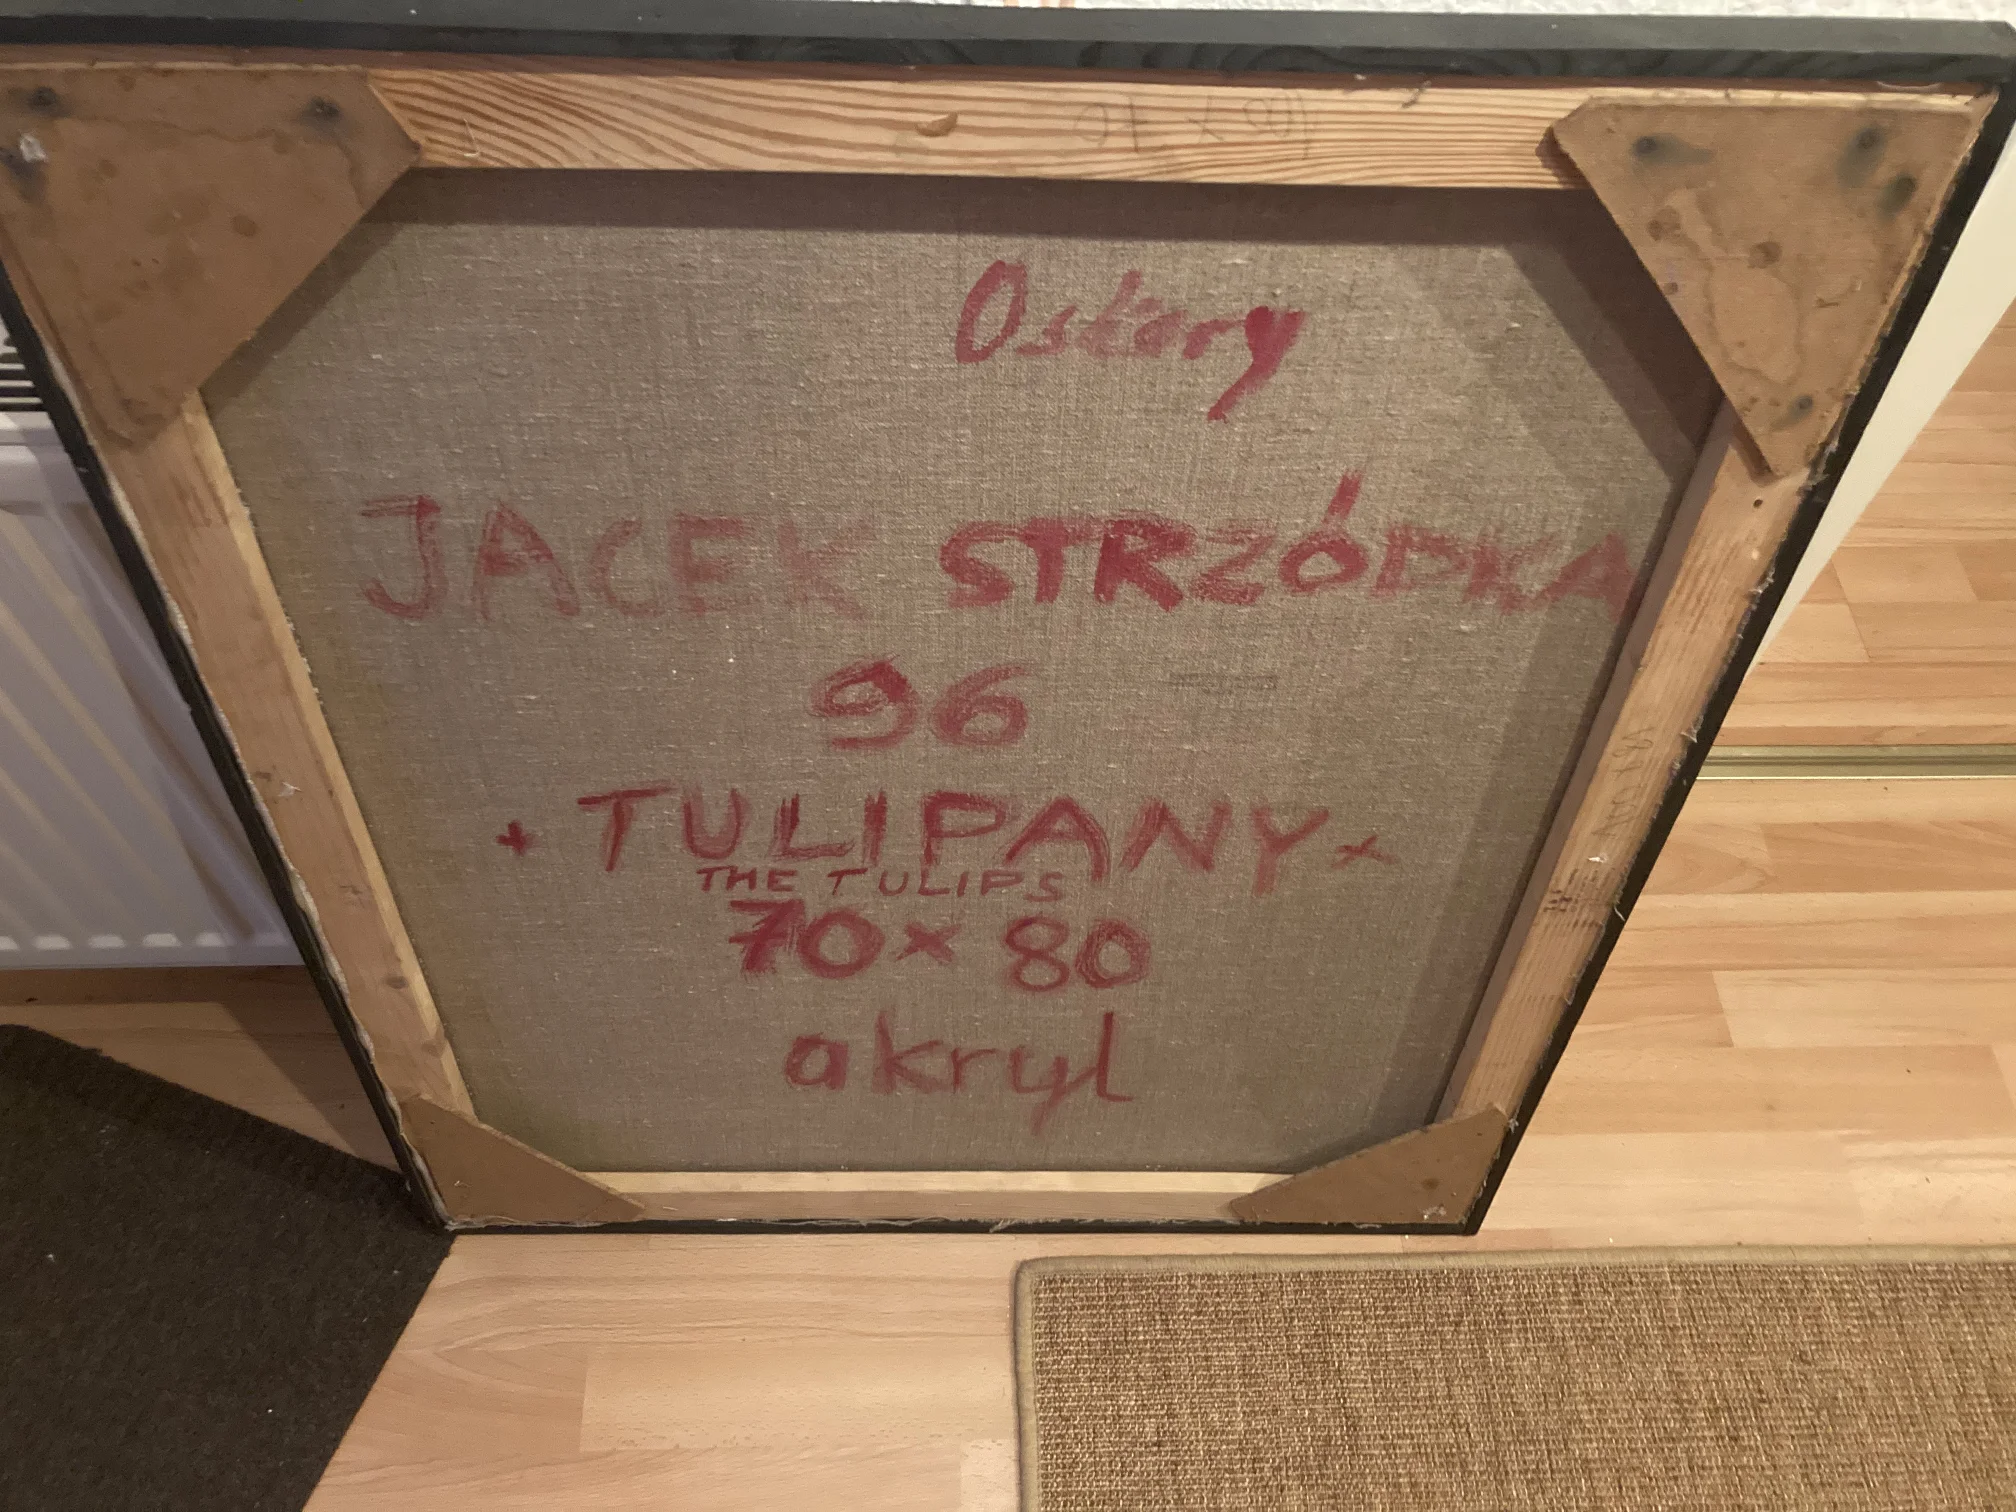 Oskary
JACEK STRZÓDKA
96
+ TULIPANY +
THE TULIPS
70 x 80
akryl